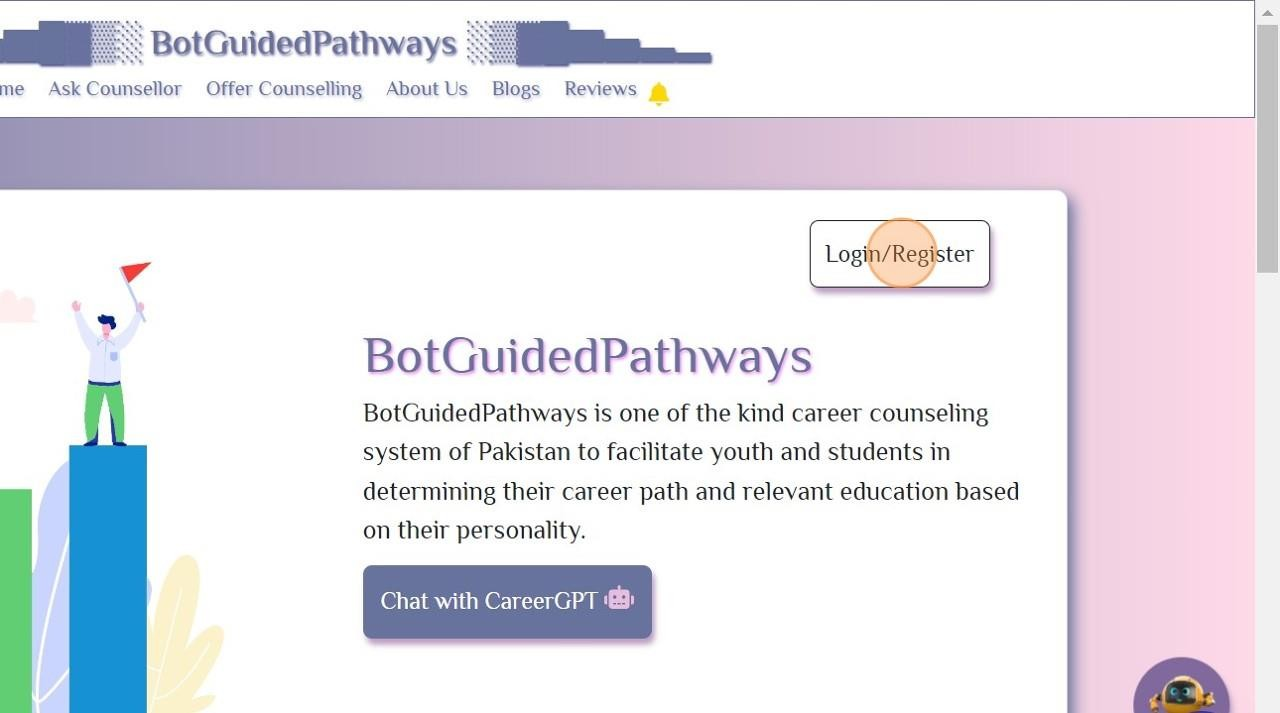 BotGuidedPathways
me Ask Counsellor Offer Counselling About Us Blogs Reviews
Login/Register
BotGuidedPathways
BotGuidedPathways is one of the kind career counseling
system of Pakistan to facilitate youth and students in
determining their career path and relevant education based
on their personality.
Chat with CareerGPT